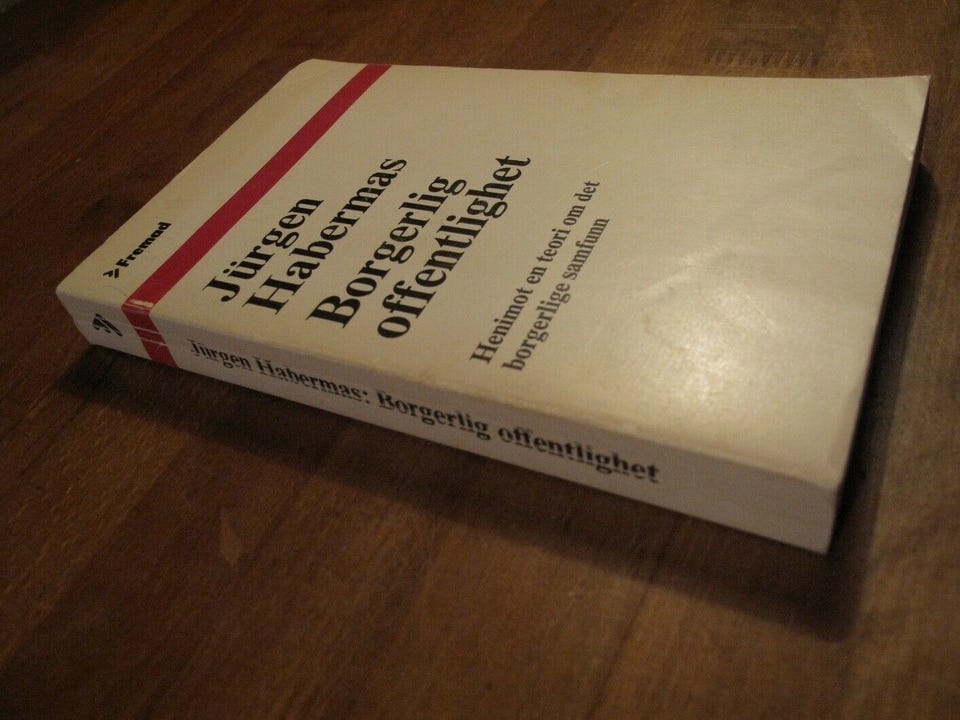 Fremad
Jürgen
Habermas
Borgerlig
offentlighet
Henimot en teori om det
borgerlige samfunn
Jürgen Habermas: Borgerlig offentlighet